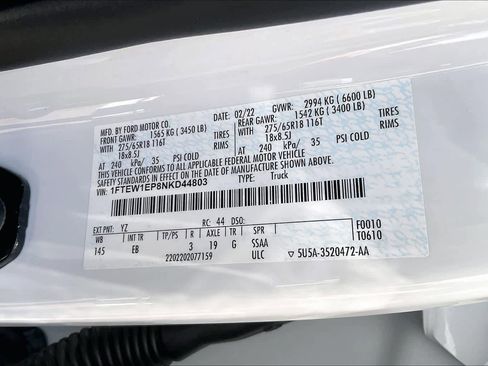 MFD. BY FORD MOTOR CO.
DATE: 02/22 GVWR: 2994 KG ( 6600 LB)
FRONT GAWR: 1565 KG ( 3450 LB) REAR GAWR: 1542 KG ( 3400 LB)
275/65R18 116T TIRES 275/65R18 116T TIRES
18x8.5J RIMS 18x8.5J RIMS
AT 240 kPa/ 35 PSI COLD AT 240 kPa/ 35 PSI COLD
THIS VEHICLE CONFORMS TO ALL APPLICABLE FEDERAL MOTOR VEHICLE
SAFETY AND THEFT PREVENTION STANDARDS IN EFFECT ON THE
DATE OF MANUFACTURE SHOWN ABOVE.
VIN: 1FTEW1EP8NKD44803 TYPE: Truck
F0010
T0610
EXT PNT: YZ RC: 44 DSO:
WB INT TR TP/PS R AXLE TR SPR
145 EB 3 19 G SSAA
2202202077159 ULC 5U5A-3520472-AA